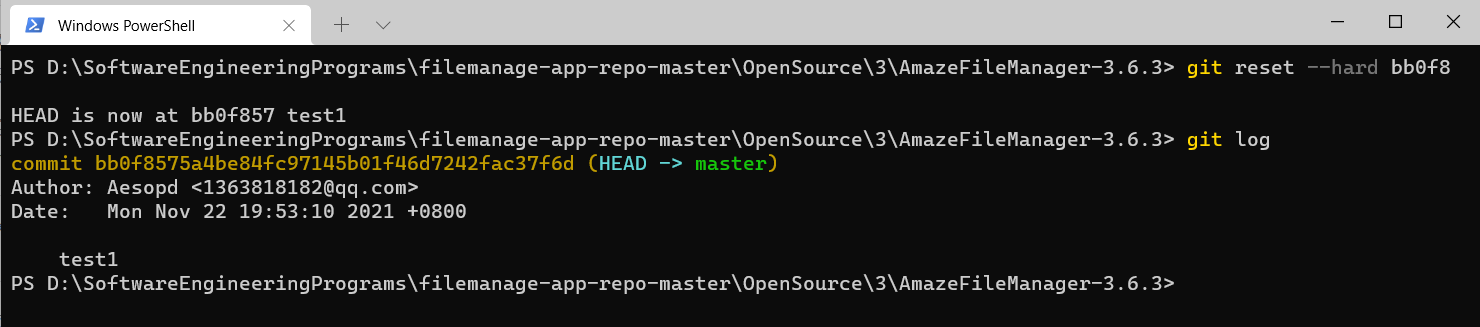 Windows PowerShell
PS D:\SoftwareEngineeringPrograms\filemanage-app-repo-master\OpenSource\3\AmazeFileManager-3.6.3> git reset --hard bb0f8
HEAD is now at bb0f857 test1
PS D:\SoftwareEngineeringPrograms\filemanage-app-repo-master\OpenSource\3\AmazeFileManager-3.6.3> git log
commit bb0f8575a4be84fc97145b01f46d7242fac37f6d (HEAD -> master)
Author: Aesopd <1363818182@qq.com>
Date:   Mon Nov 22 19:53:10 2021 +0800
    test1
PS D:\SoftwareEngineeringPrograms\filemanage-app-repo-master\OpenSource\3\AmazeFileManager-3.6.3>